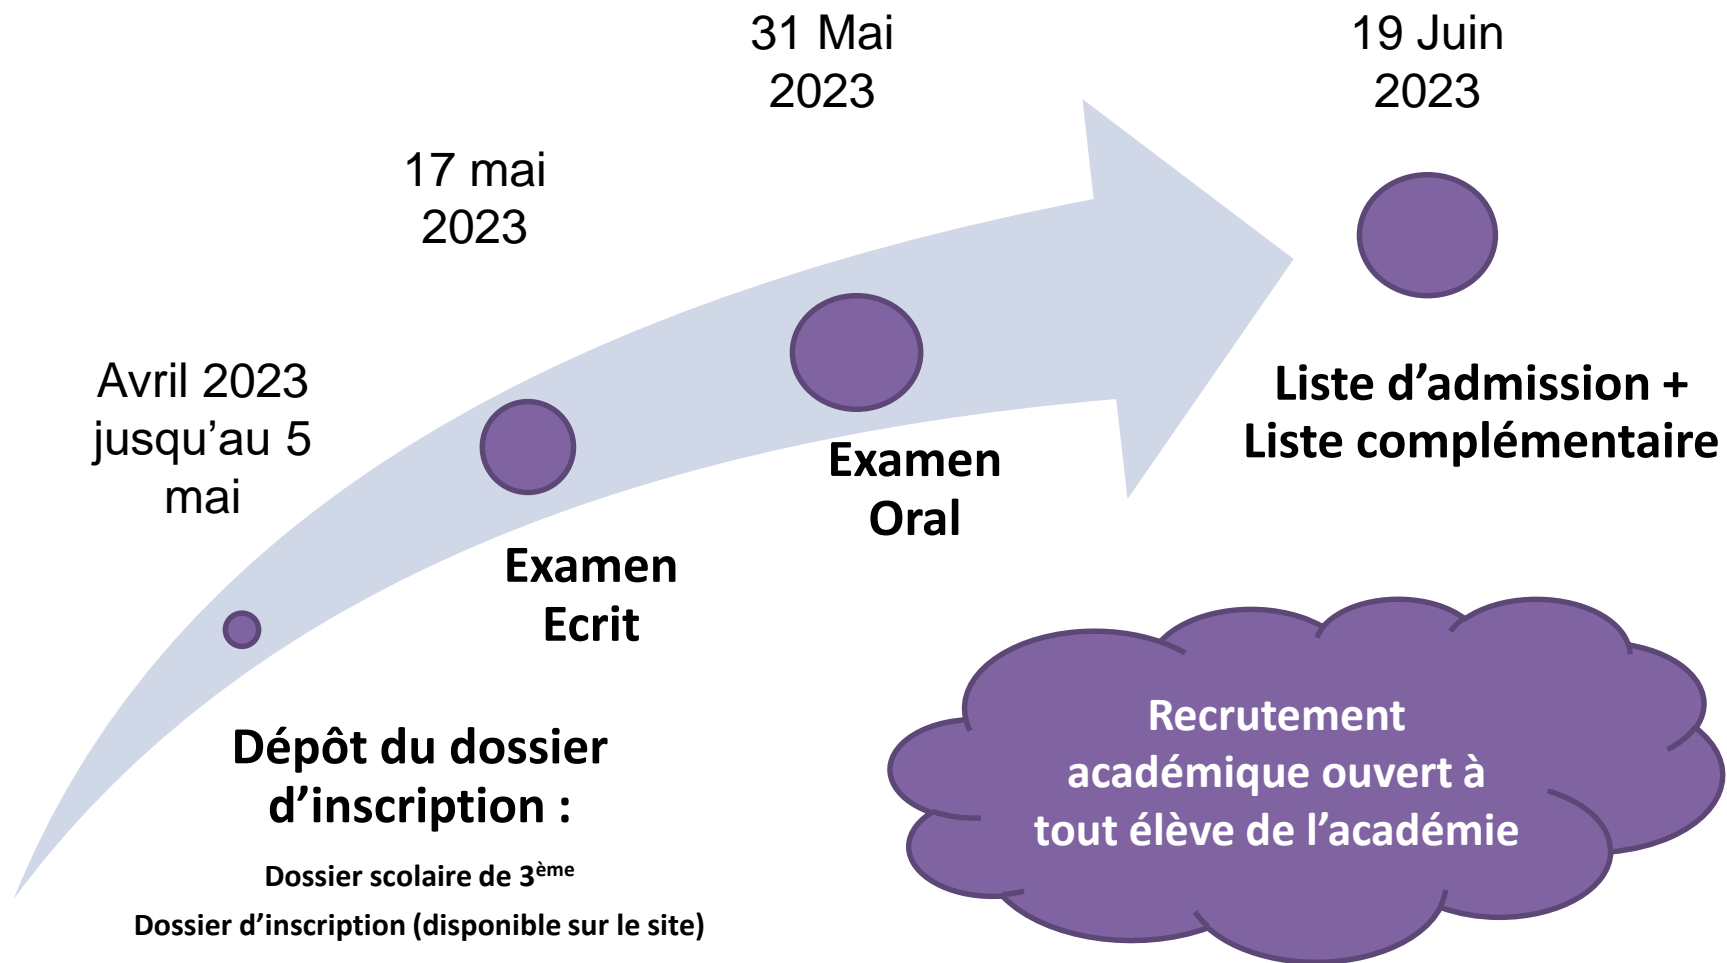 Avril 2023
jusqu’au 5
mai
Dépôt du dossier
d’inscription :
Dossier scolaire de 3ème
Dossier d’inscription (disponible sur le site)
17 mai
2023
Examen
Ecrit
31 Mai
2023
Examen
Oral
19 Juin
2023
Liste d’admission +
Liste complémentaire
Recrutement
académique ouvert à
tout élève de l’académie